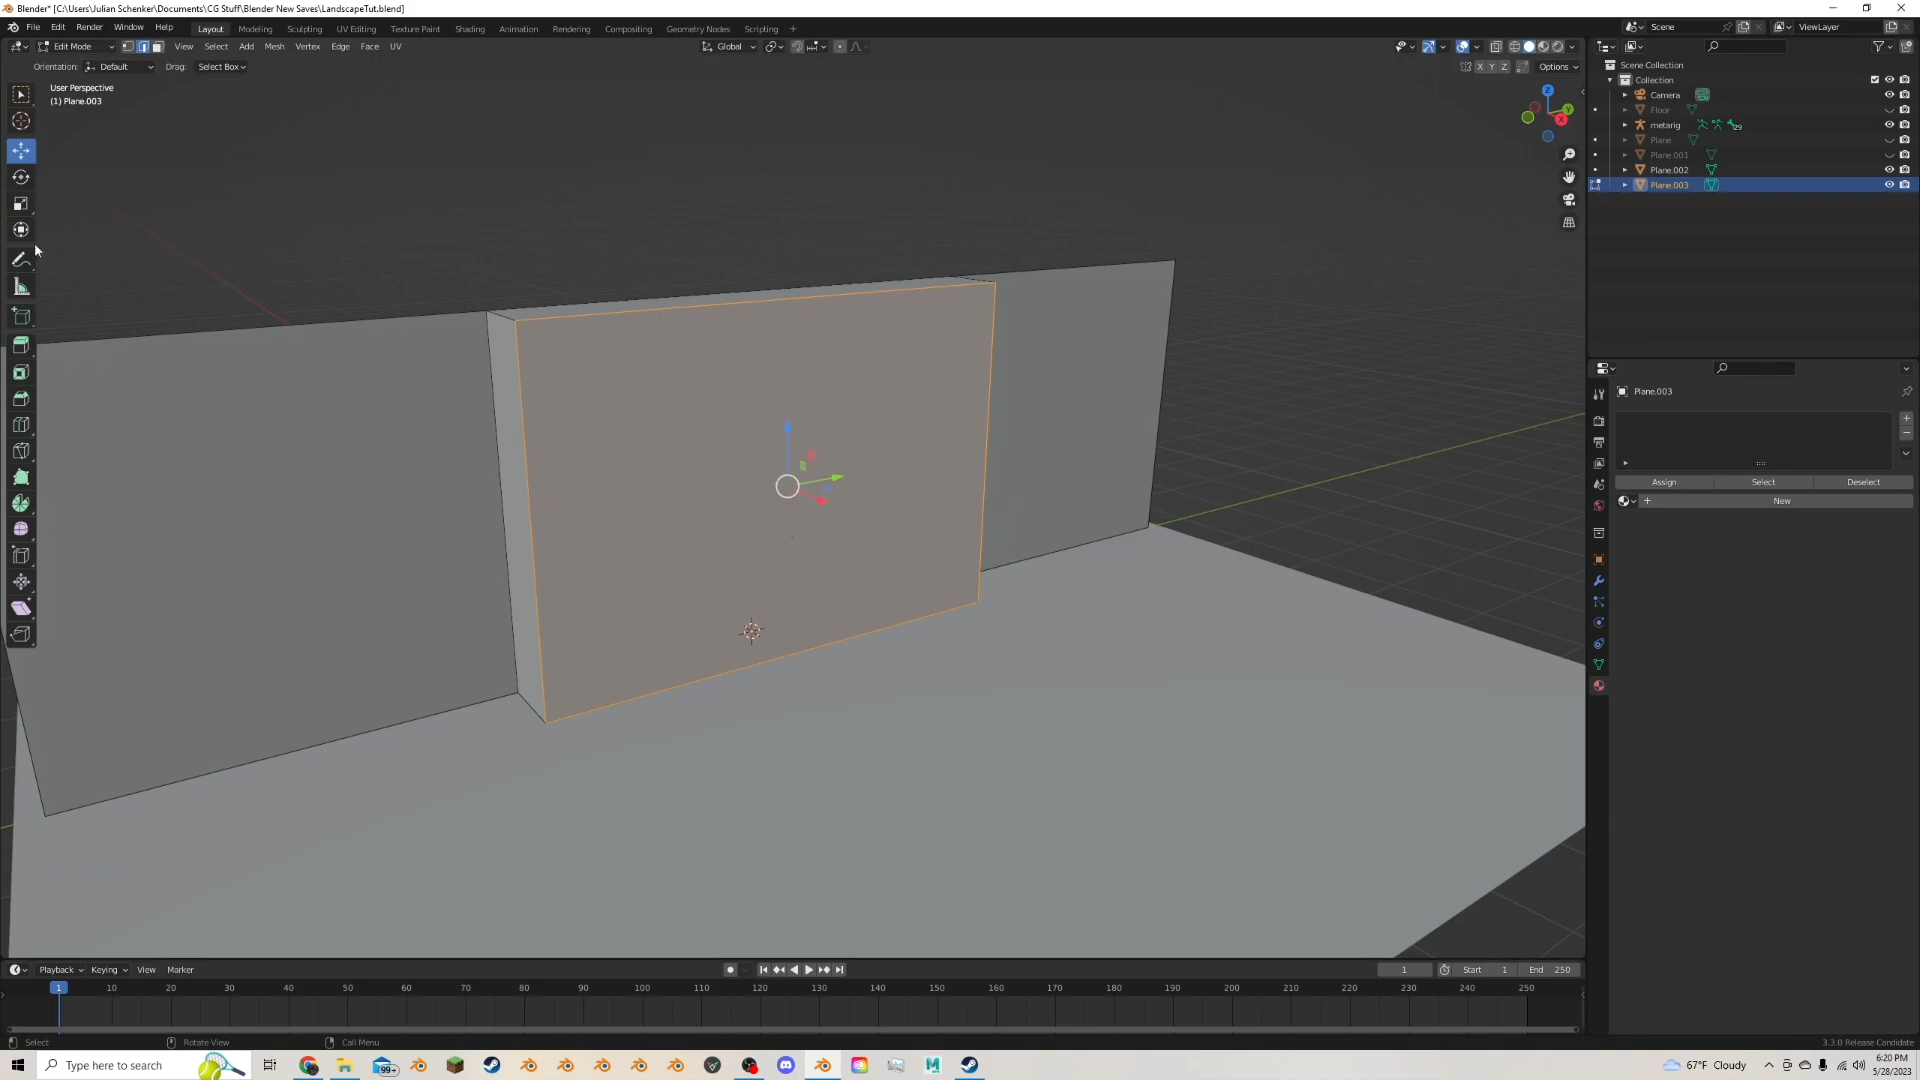 Blender* [C:\Users\Julian Schenker\Documents\CG Stuff\Blender New Saves\LandscapeTut.blend]
File Edit Render Window Help Layout Modeling Sculpting UV Editing Texture Paint Shading Animation Rendering Compositing Geometry Nodes Scripting + Scene ViewLayer
Edit Mode View Select Add Mesh Vertex Edge Face UV Global
Orientation: Default Drag: Select Box X Y Z Options
User Perspective
(1) Plane.003
Z
Y
X
Scene Collection
Collection
Camera
Floor
metarig 29
Plane
Plane.001
Plane.002
Plane.003
Plane.003
Assign Select Deselect
New
Playback Keying View Marker 1 Start 1 End 250
1 10 20 30 40 50 60 70 80 90 100 110 120 130 140 150 160 170 180 190 200 210 220 230 240 250
Select Rotate View Call Menu 3.3.0 Release Candidate
Type here to search 99+ 67°F Cloudy 6:20 PM
5/28/2023